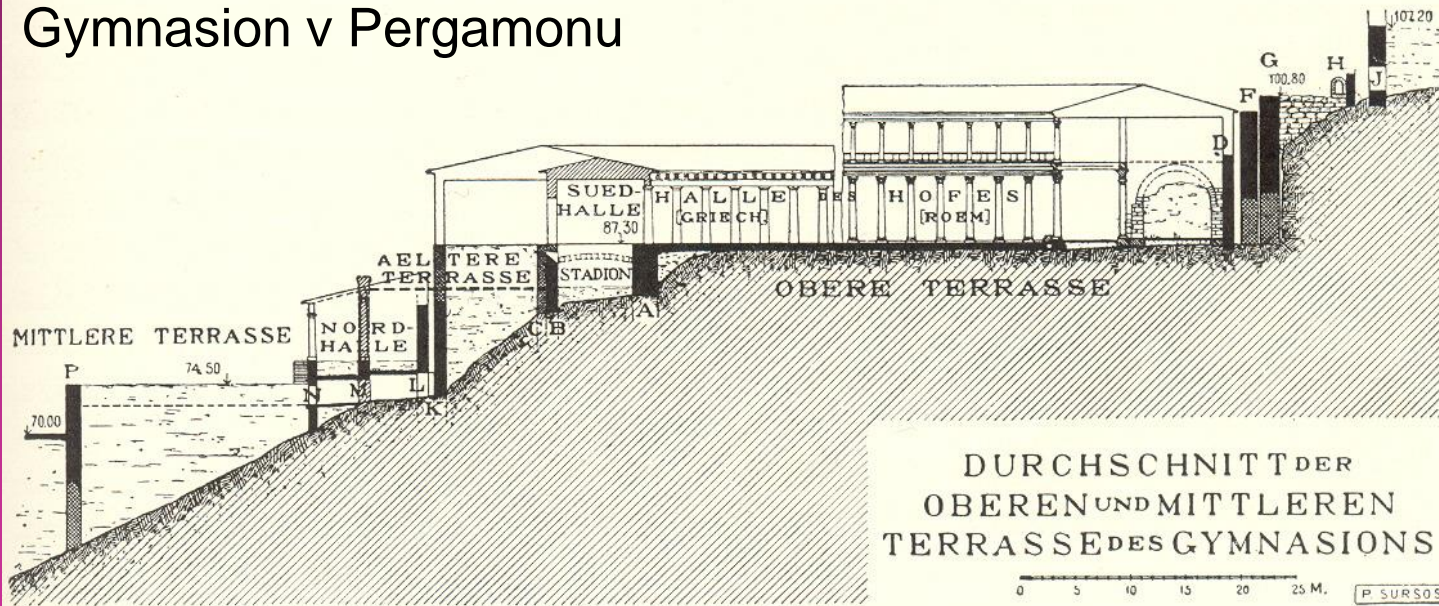 Gymnasion v Pergamonu
107.20
G
H
100.80
J
F
D
SUED-
HALLE
87.30
HALLE DES HOFES
[GRIECH.]
[ROEM]
AELTERE
TERRASSE
STADION
OBERE TERRASSE
A
C B
NORD-
HALLE
MITTLERE TERRASSE
P
74.50
N M L
K
70.00
DURCHSCHNITT DER
OBEREN UND MITTLEREN
TERRASSE DES GYMNASIONS
0 5 10 15 20 25 M.